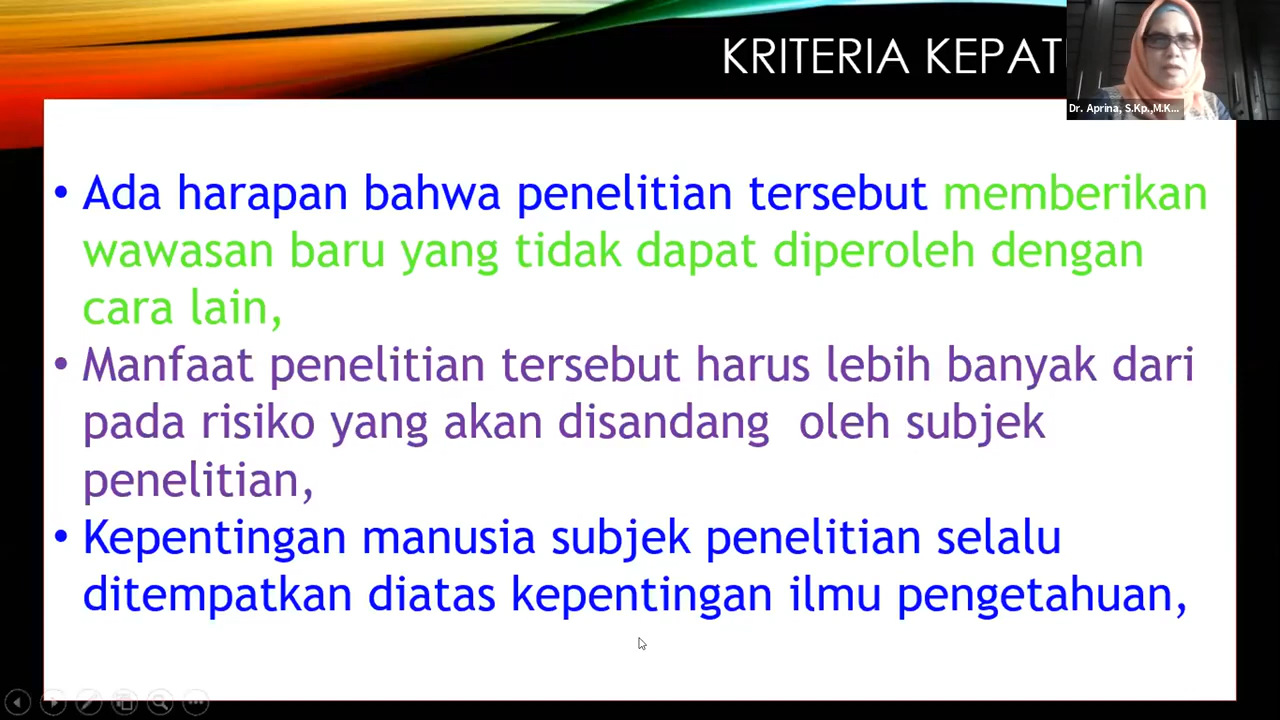 KRITERIA
Dr. Aprina, S.Kp.,M.K...
• Ada harapan bahwa penelitian tersebut memberikan
wawasan baru yang tidak dapat diperoleh dengan
cara lain,
• Manfaat penelitian tersebut harus lebih banyak dari
pada risiko yang akan disandang oleh subjek
penelitian,
• Kepentingan manusia subjek penelitian selalu
ditempatkan diatas kepentingan ilmu pengetahuan,